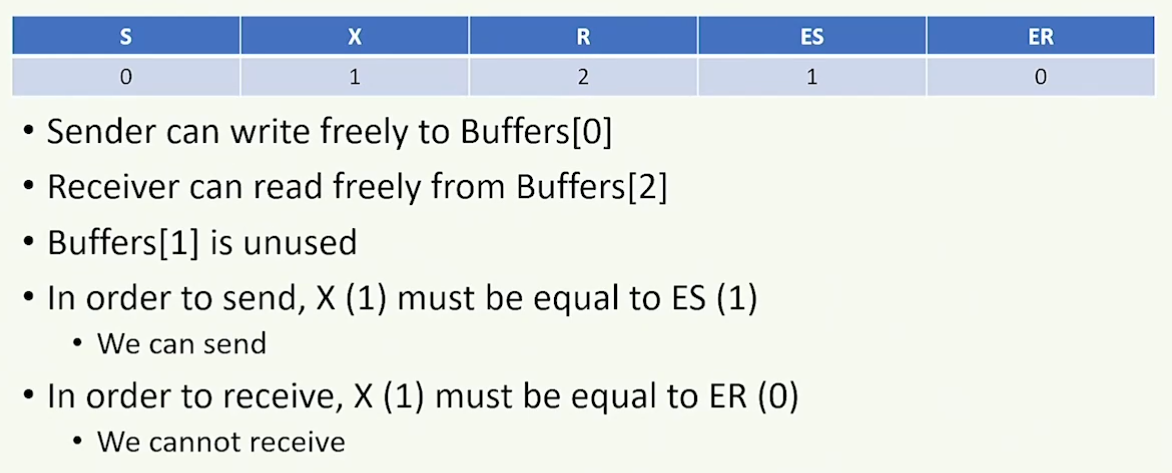 S X R ES ER
0 1 2 1 0
• Sender can write freely to Buffers[0]
• Receiver can read freely from Buffers[2]
• Buffers[1] is unused
• In order to send, X (1) must be equal to ES (1)
• We can send
• In order to receive, X (1) must be equal to ER (0)
• We cannot receive